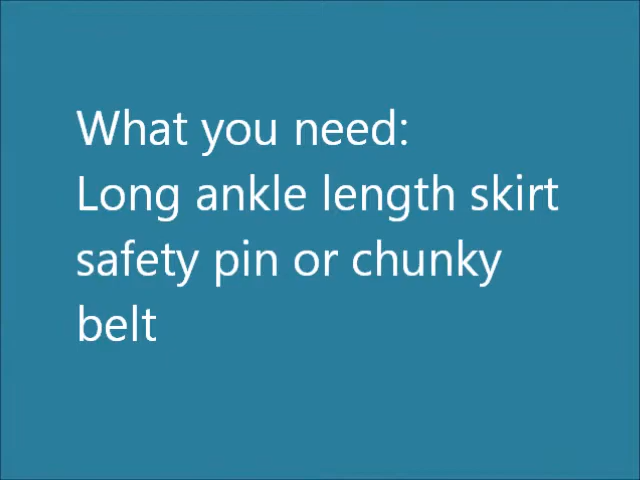 What you need:
Long ankle length skirt
safety pin or chunky
belt